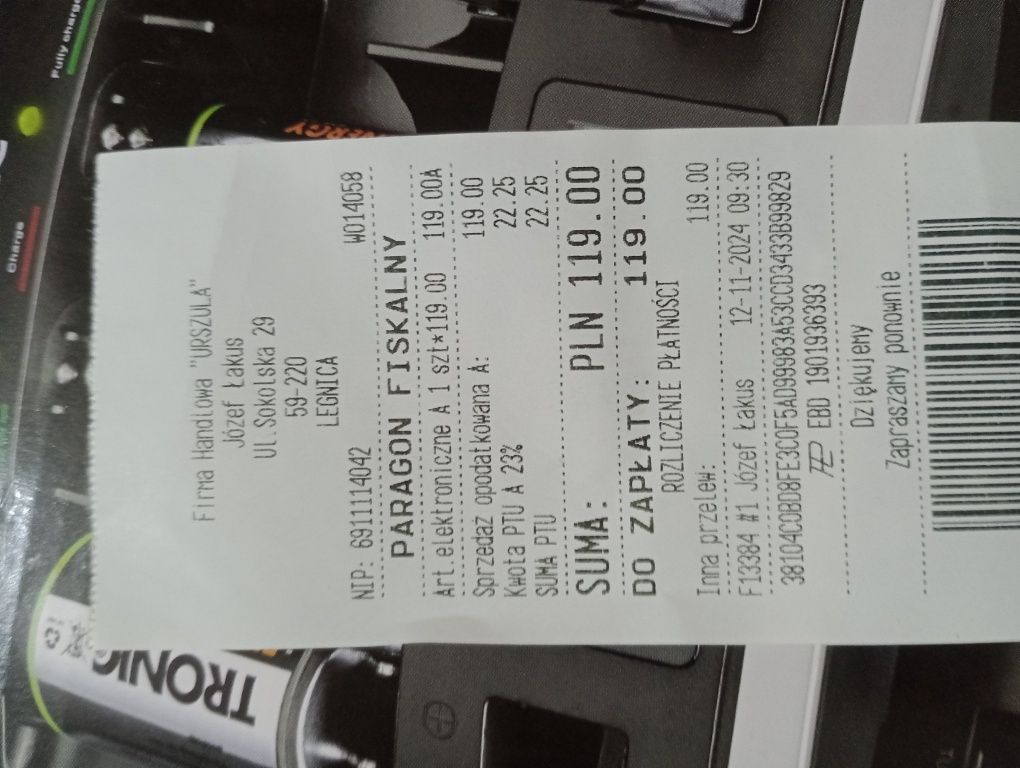 Firma Handlowa "URSZULA"
Józef Łakus
Ul.Sokolska 29
59-220
LEGNICA
NIP: 6911114042 W014058
PARAGON FISKALNY
Art.elektroniczne A 1 szt*119.00 119.00A
Sprzedaż opodatkowana A: 119.00
Kwota PTU A 23% 22.25
SUMA PTU 22.25
SUMA: PLN 119.00
DO ZAPŁATY: 119.00
ROZLICZENIE PŁATNOŚCI
Inna przelew: 119.00
F13384 #1 Józef Łakus 12-11-2024 09:30
38104C0BD8FE3C0F5AD99983A53CCD3433B99829
EBD 1901936393
Dziękujemy
Zapraszamy ponownie
Fully charged
Charge
TRONIC